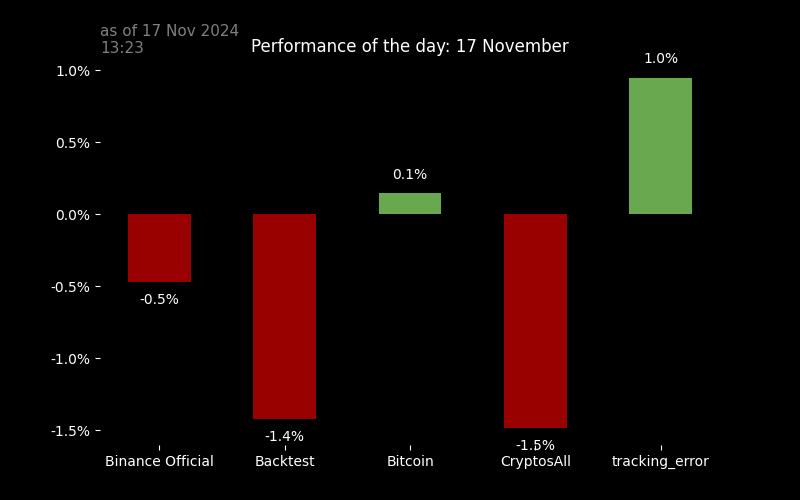 as of 17 Nov 2024
13:23
Performance of the day: 17 November
1.0%
1.0%
0.5%
0.1%
0.0%
-0.5%
-0.5%
-1.0%
-1.5%
-1.4%
-1.5%
Binance Official
Backtest
Bitcoin
CryptosAll
tracking_error